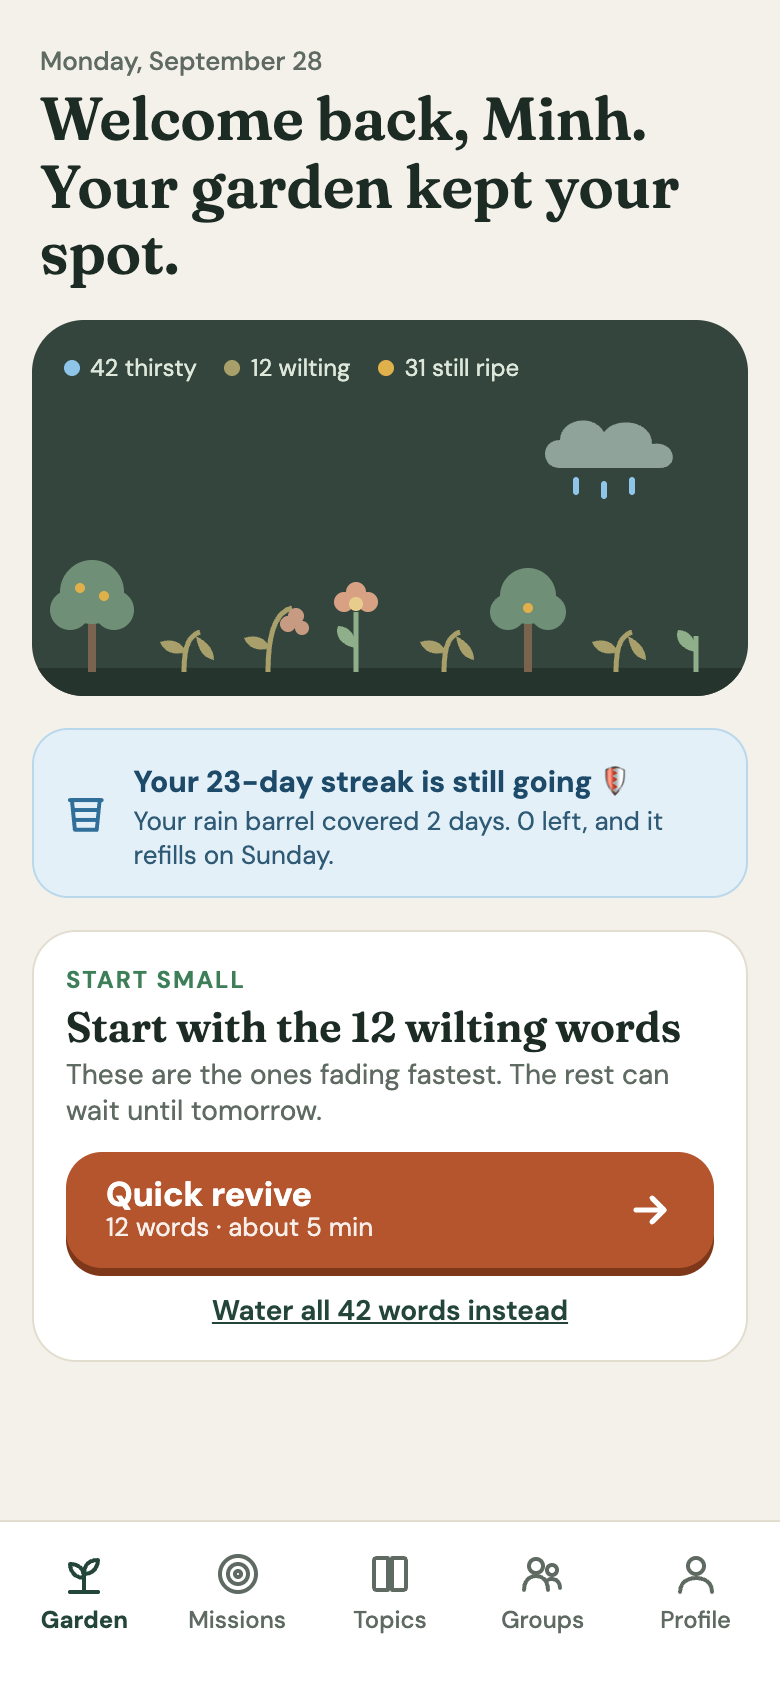 Monday, September 28
Welcome back, Minh.
Your garden kept your
spot.
42 thirsty
12 wilting
31 still ripe
Your 23-day streak is still going
Your rain barrel covered 2 days. 0 left, and it
refills on Sunday.
START SMALL
Start with the 12 wilting words
These are the ones fading fastest. The rest can
wait until tomorrow.
Quick revive
12 words · about 5 min
Water all 42 words instead
Garden
Missions
Topics
Groups
Profile